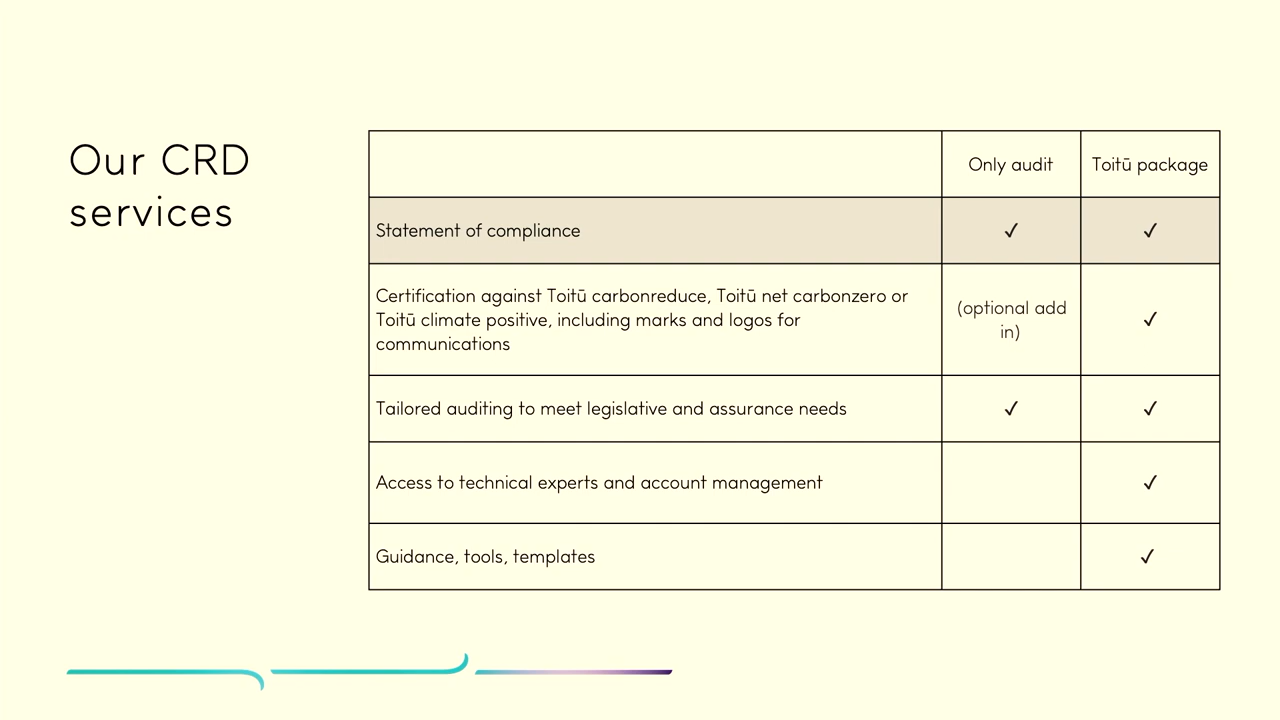 Our CRD
services
Only audit
Toitū package
Statement of compliance
✓
✓
Certification against Toitū carbonreduce, Toitū net carbonzero or
Toitū climate positive, including marks and logos for
communications
(optional add
in)
✓
Tailored auditing to meet legislative and assurance needs
✓
✓
Access to technical experts and account management
✓
Guidance, tools, templates
✓